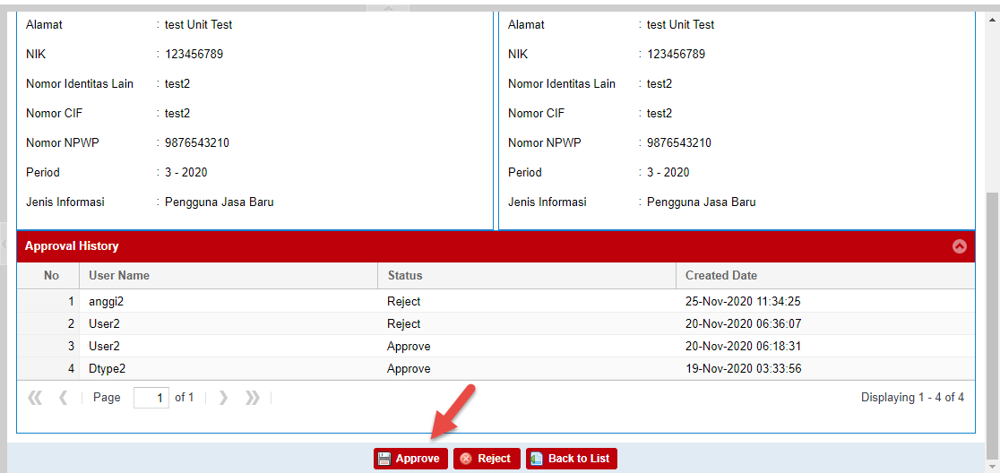 Alamat : test Unit Test Alamat : test Unit Test
NIK : 123456789 NIK : 123456789
Nomor Identitas Lain : test2 Nomor Identitas Lain : test2
Nomor CIF : test2 Nomor CIF : test2
Nomor NPWP : 9876543210 Nomor NPWP : 9876543210
Period : 3 - 2020 Period : 3 - 2020
Jenis Informasi : Pengguna Jasa Baru Jenis Informasi : Pengguna Jasa Baru
Approval History
No User Name Status Created Date
1 anggi2 Reject 25-Nov-2020 11:34:25
2 User2 Reject 20-Nov-2020 06:36:07
3 User2 Approve 20-Nov-2020 06:18:31
4 Dtype2 Approve 19-Nov-2020 03:33:56
Page 1 of 1 Displaying 1 - 4 of 4
Approve Reject Back to List